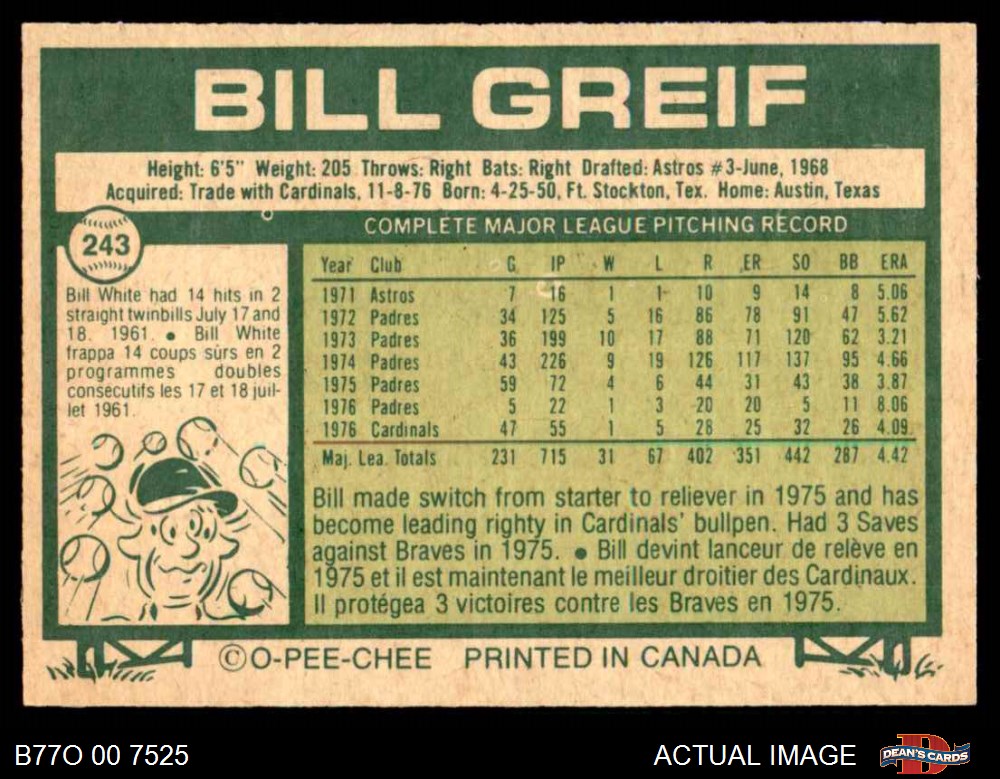 BILL GREIF
Height: 6'5" Weight: 205 Throws: Right Bats: Right Drafted: Astros #3-June, 1968
Acquired: Trade with Cardinals, 11-8-76 Born: 4-25-50, Ft. Stockton, Tex. Home: Austin, Texas
243
Bill White had 14 hits in 2
straight twinbills July 17 and
18, 1961. ● Bill White
frappa 14 coups sûrs en 2
programmes doubles
consecutifs les 17 et 18 juil-
let 1961.
COMPLETE MAJOR LEAGUE PITCHING RECORD
Year Club G IP W L R ER SO BB ERA
1971 Astros 7 16 1 1 10 9 14 8 5.06
1972 Padres 34 125 5 16 86 78 91 47 5.62
1973 Padres 36 199 10 17 88 71 120 62 3.21
1974 Padres 43 226 9 19 126 117 137 95 4.66
1975 Padres 59 72 4 6 44 31 43 38 3.87
1976 Padres 5 22 1 3 20 20 5 11 8.06
1976 Cardinals 47 55 1 5 28 25 32 26 4.09
Maj. Lea. Totals 231 715 31 67 402 351 442 287 4.42
Bill made switch from starter to reliever in 1975 and has
become leading righty in Cardinals' bullpen. Had 3 Saves
against Braves in 1975. ● Bill devint lanceur de relève en
1975 et il est maintenant le meilleur droitier des Cardinaux.
Il protégea 3 victoires contre les Braves en 1975.
©O-PEE-CHEE PRINTED IN CANADA
B77O 00 7525
ACTUAL IMAGE
DEAN'S CARDS